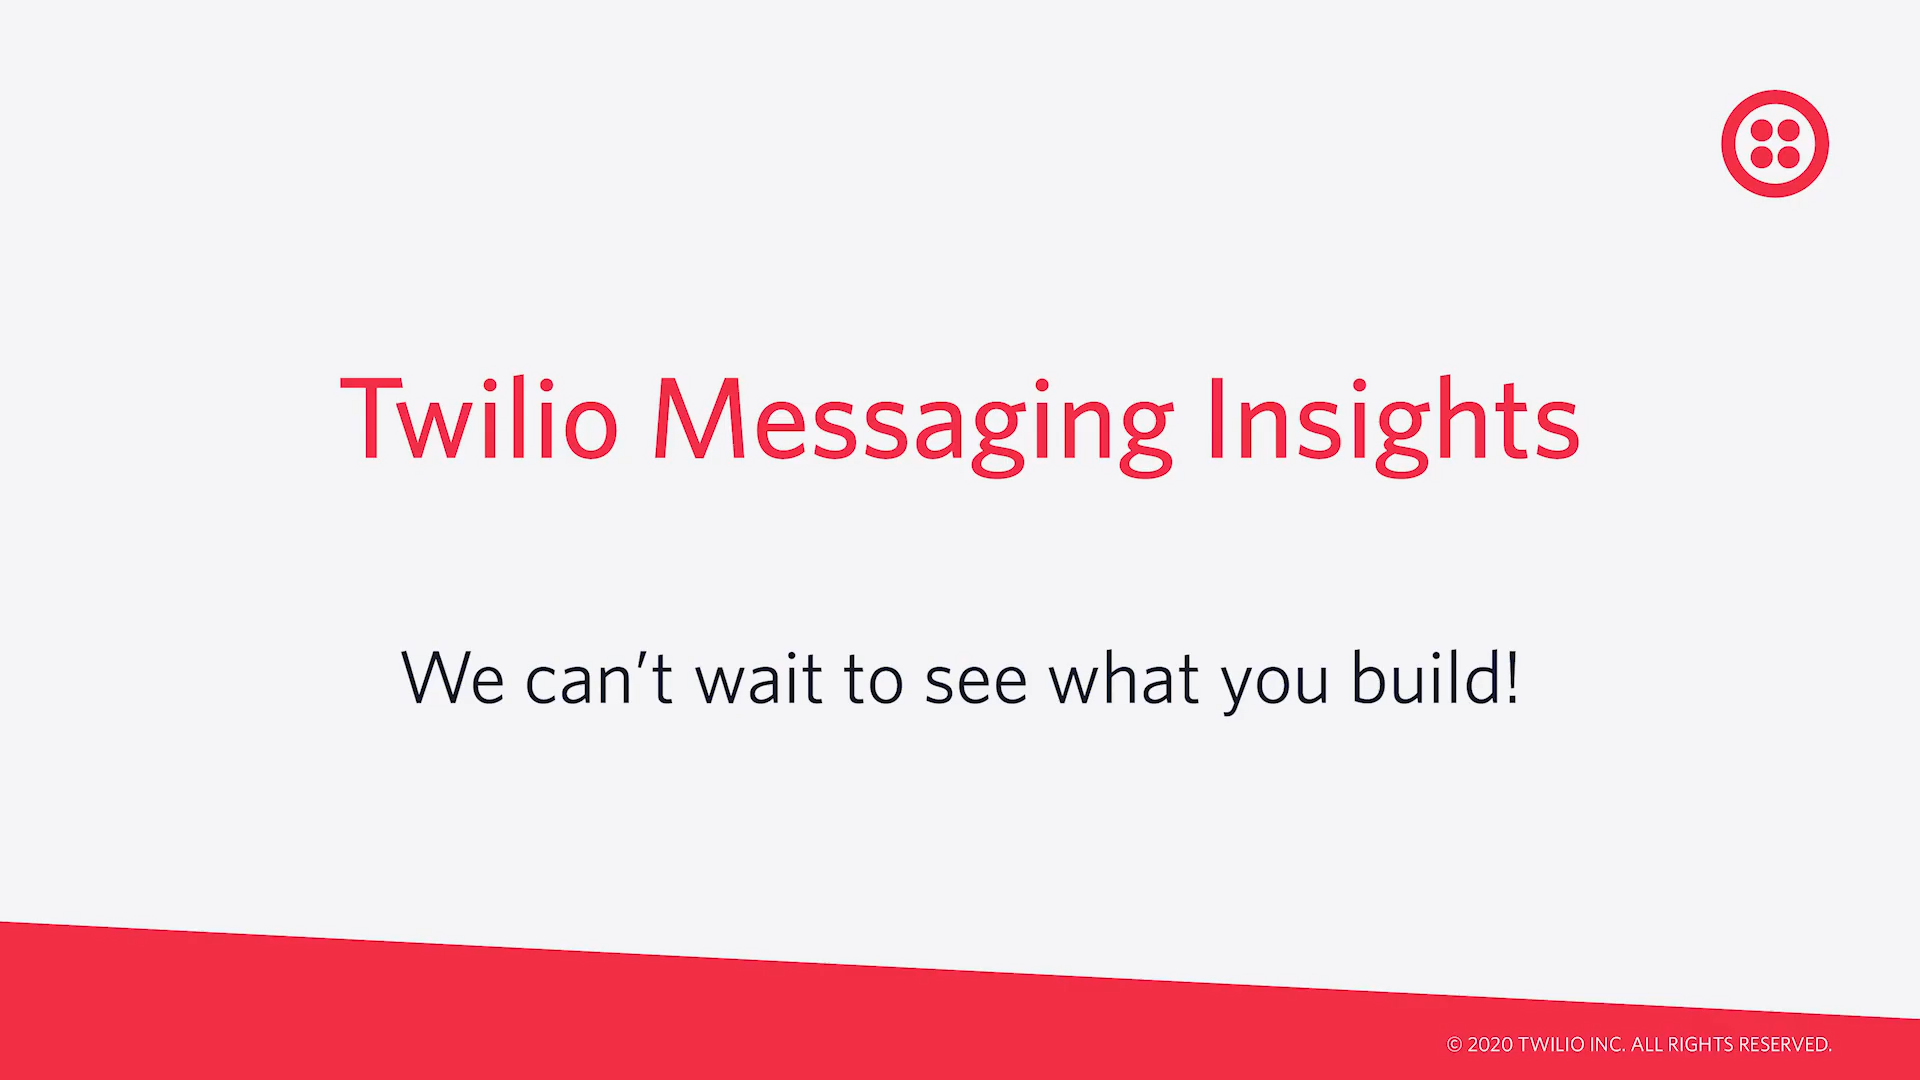 Twilio Messaging Insights
We can’t wait to see what you build!
© 2020 TWILIO INC. ALL RIGHTS RESERVED.